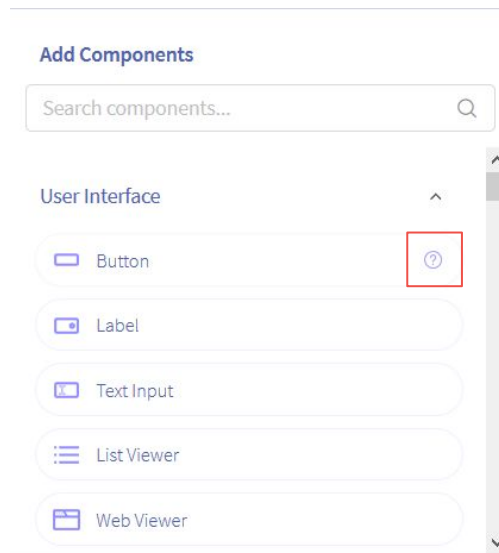 Add Components
Search components...
User Interface
Button
Label
Text Input
List Viewer
Web Viewer